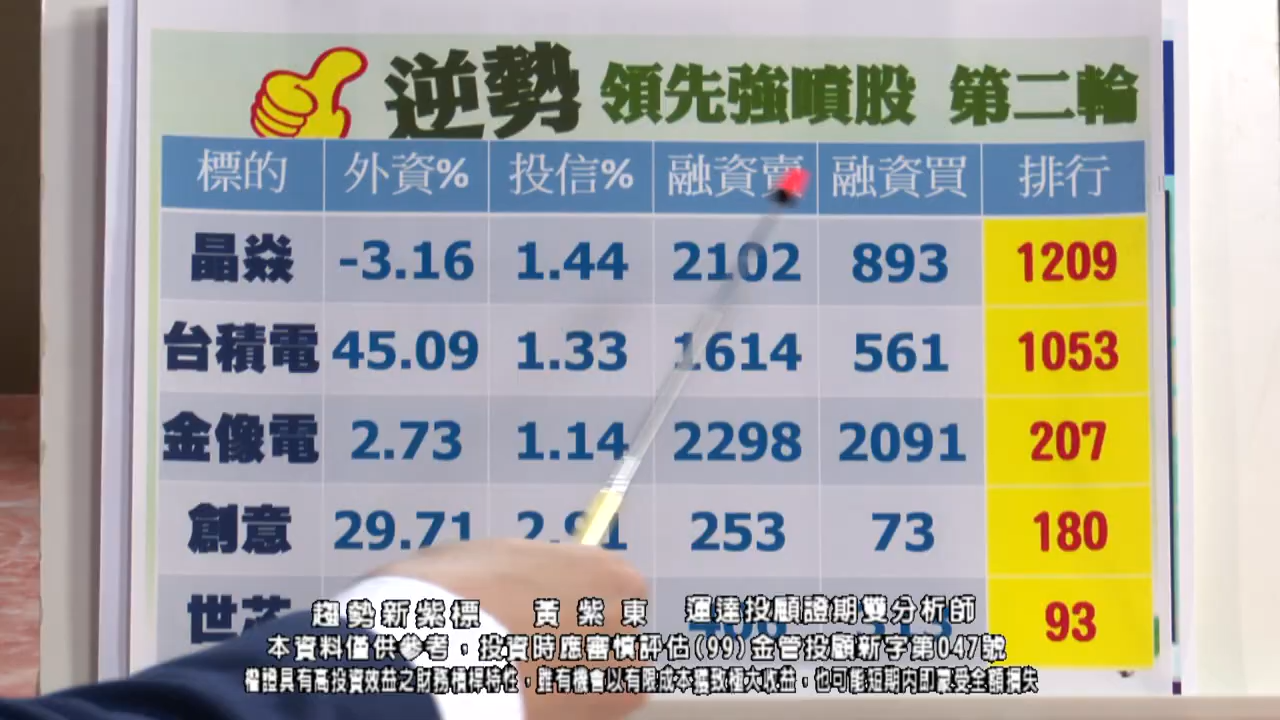 逆勢 領先強噴股 第二輪
標的 外資% 投信% 融資賣 融資買 排行
晶焱 -3.16 1.44 2102 893 1209
台積電 45.09 1.33 1614 561 1053
金像電 2.73 1.14 2298 2091 207
創意 29.71 2.91 253 73 180
世芯 93
趨勢新紫標 黃紫東 運達投顧證期雙分析師
本資料僅供參考，投資時應審慎評估(99)金管投顧新字第047號
權證具有高投資效益之財務槓桿特性，雖有機會以有限成本獲致極大收益，也可能短期內即蒙受全額損失